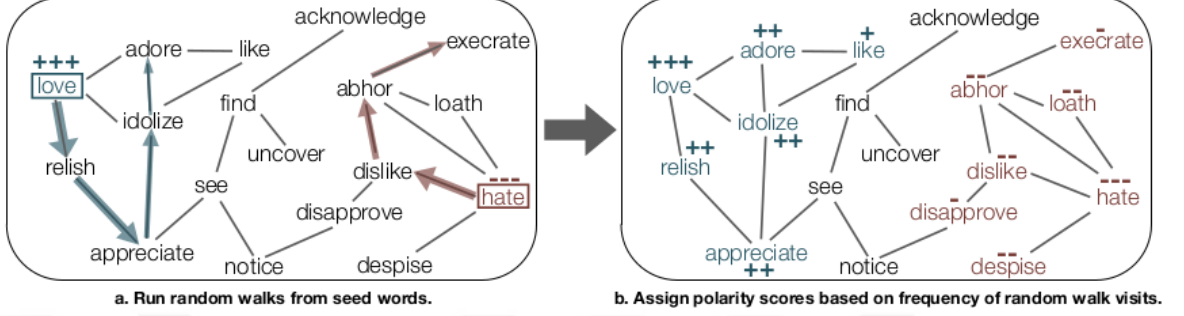 acknowledge
adore
like
execrate
+++
love
abhor
find
loath
idolize
uncover
relish
dislike
---
see
hate
disapprove
appreciate
notice
despise
a. Run random walks from seed words.
acknowledge
++
+
-
adore
like
execrate
+++
love
--
abhor
--
find
loath
idolize
++
++
uncover
relish
--
dislike
---
see
hate
-
disapprove
appreciate
++
--
notice
despise
b. Assign polarity scores based on frequency of random walk visits.